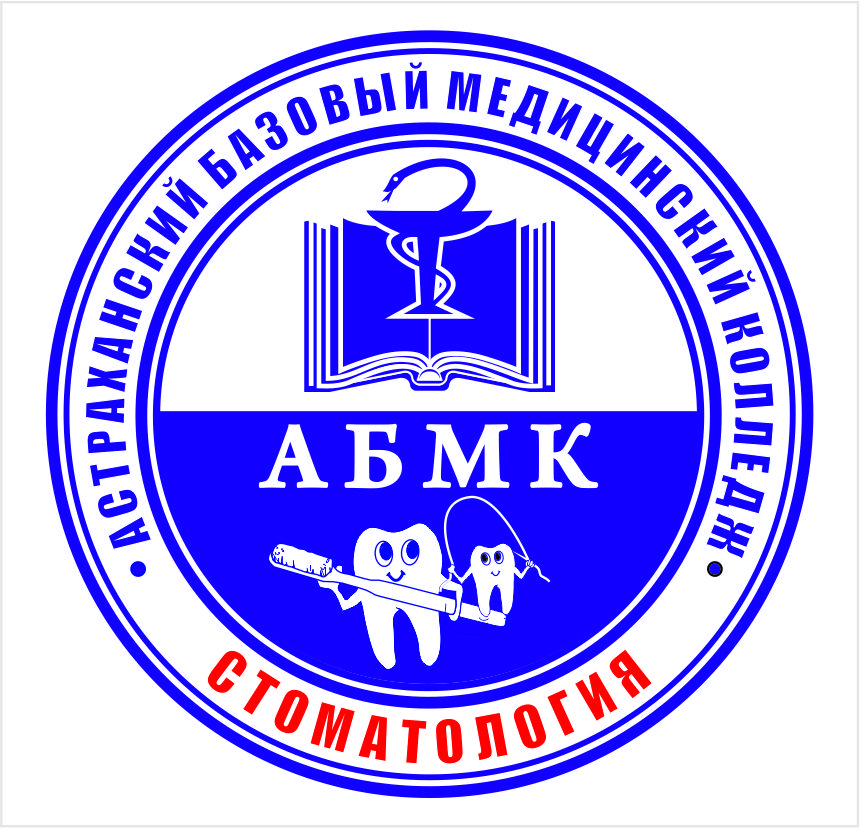 • АСТРАХАНСКИЙ БАЗОВЫЙ МЕДИЦИНСКИЙ КОЛЛЕДЖ •
АБМК
СТОМАТОЛОГИЯ